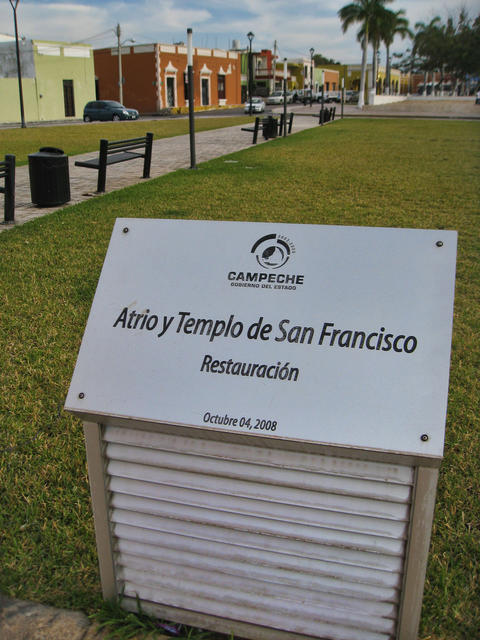 CAMPECHE
GOBIERNO DEL ESTADO
Atrio y Templo de San Francisco
Restauración
Octubre 04, 2008